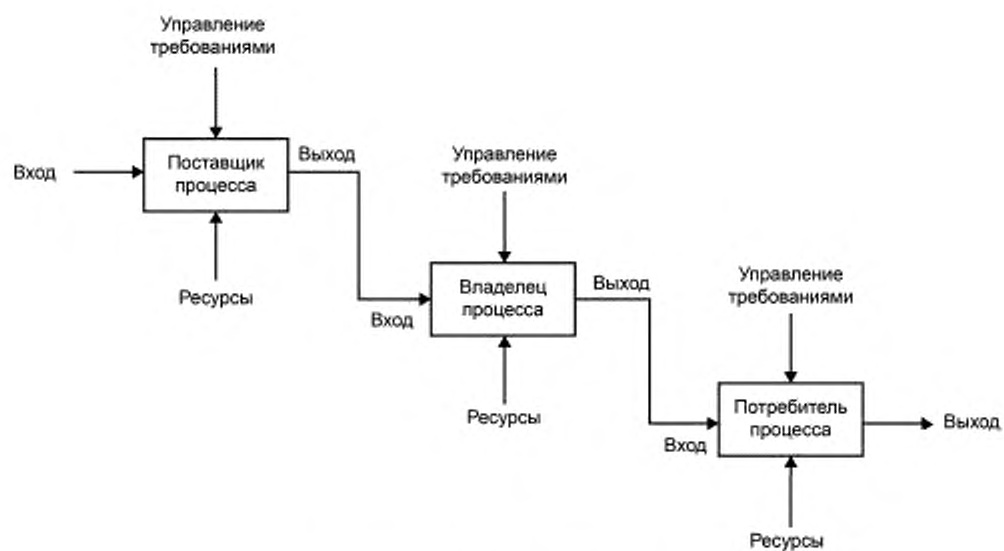 Управление
требованиями
Вход
Поставщик
процесса
Выход
Ресурсы
Управление
требованиями
Вход
Владелец
процесса
Выход
Ресурсы
Управление
требованиями
Вход
Потребитель
процесса
Выход
Ресурсы